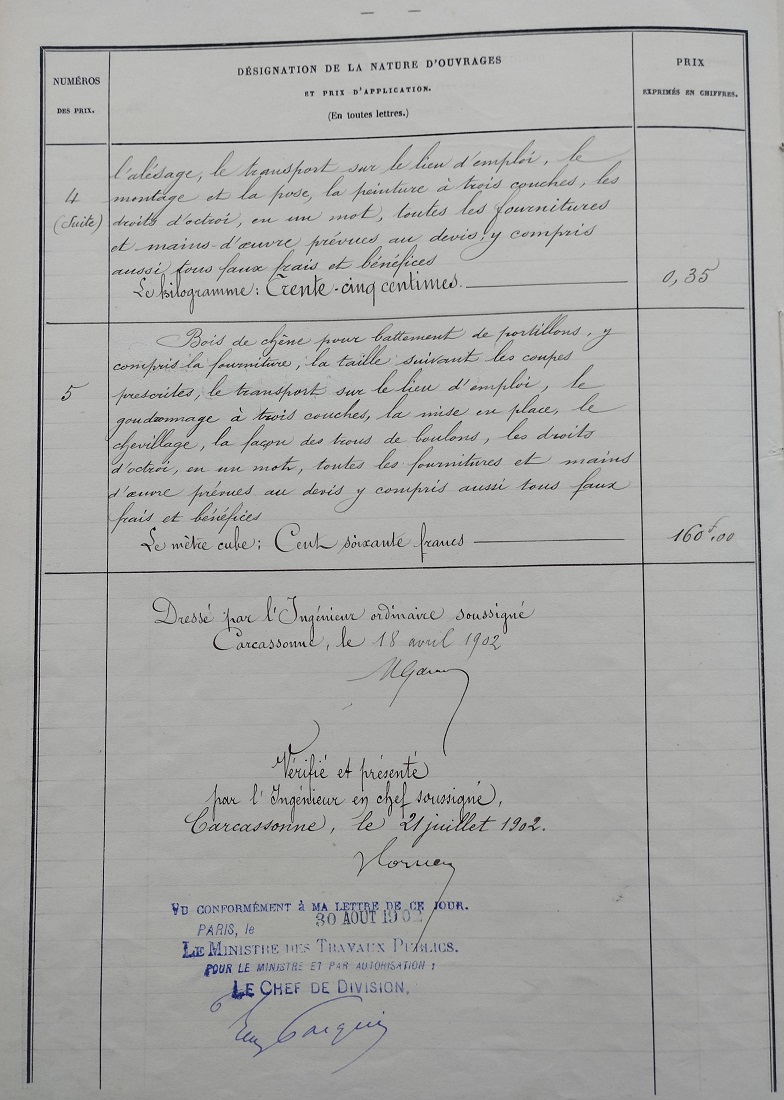 NUMÉROS
DES PRIX.
DÉSIGNATION DE LA NATURE D'OUVRAGES
ET PRIX D'APPLICATION.
(En toutes lettres.)
PRIX
EXPRIMÉS EN CHIFFRES.
4
(Suite)
l'alésage, le transport sur le lieu d'emploi, le
montage et la pose, la peinture à trois couches, les
droits d'octroi, en un mot, toutes les fournitures
et mains-d'œuvre prévues au devis, y compris
aussi tous faux frais et bénéfices
Le kilogramme : Trente-cinq centimes.
0,35
5
Bois de chêne pour battement de portillons, y
compris la fourniture, la taille suivant les coupes
prescrites, le transport sur le lieu d'emploi, le
goudronnage à trois couches, la mise en place, le
chevillage, la façon des trous de boulons, les droits
d'octroi, en un mot, toutes les fournitures et mains
d'œuvre prévues au devis y compris aussi tous faux
frais et bénéfices
Le mètre cube : Cent soixante francs
160f,00
Dressé par l'Ingénieur ordinaire soussigné
Carcassonne, le 18 avril 1902
Vérifié et présenté
par l'Ingénieur en chef soussigné,
Carcassonne, le 21 juillet 1902.
VU CONFORMÉMENT à MA LETTRE DE CE JOUR.
PARIS, le 30 AOUT 1902
LE MINISTRE DES TRAVAUX PUBLICS.
POUR LE MINISTRE ET PAR AUTORISATION :
LE CHEF DE DIVISION,